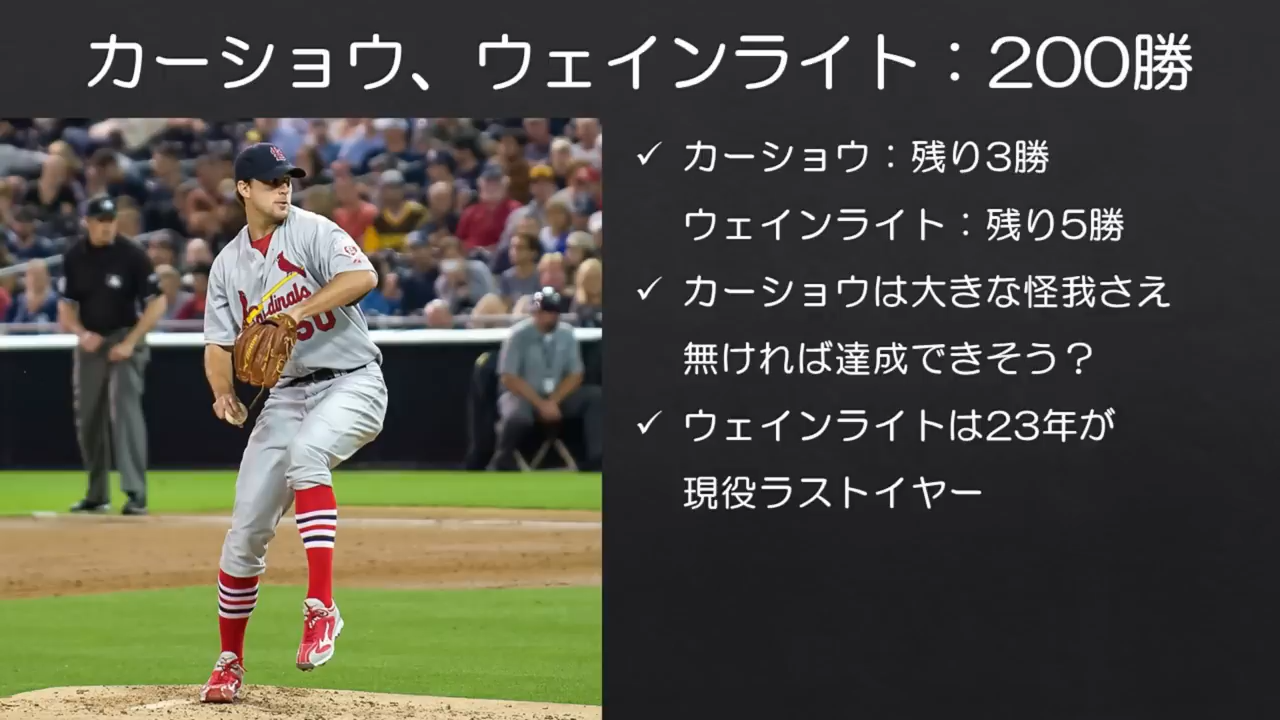 カーショウ、ウェインライト：200勝
カーショウ：残り3勝
ウェインライト：残り5勝
カーショウは大きな怪我さえ
無ければ達成できそう？
ウェインライトは23年が
現役ラストイヤー
Cardinals
50